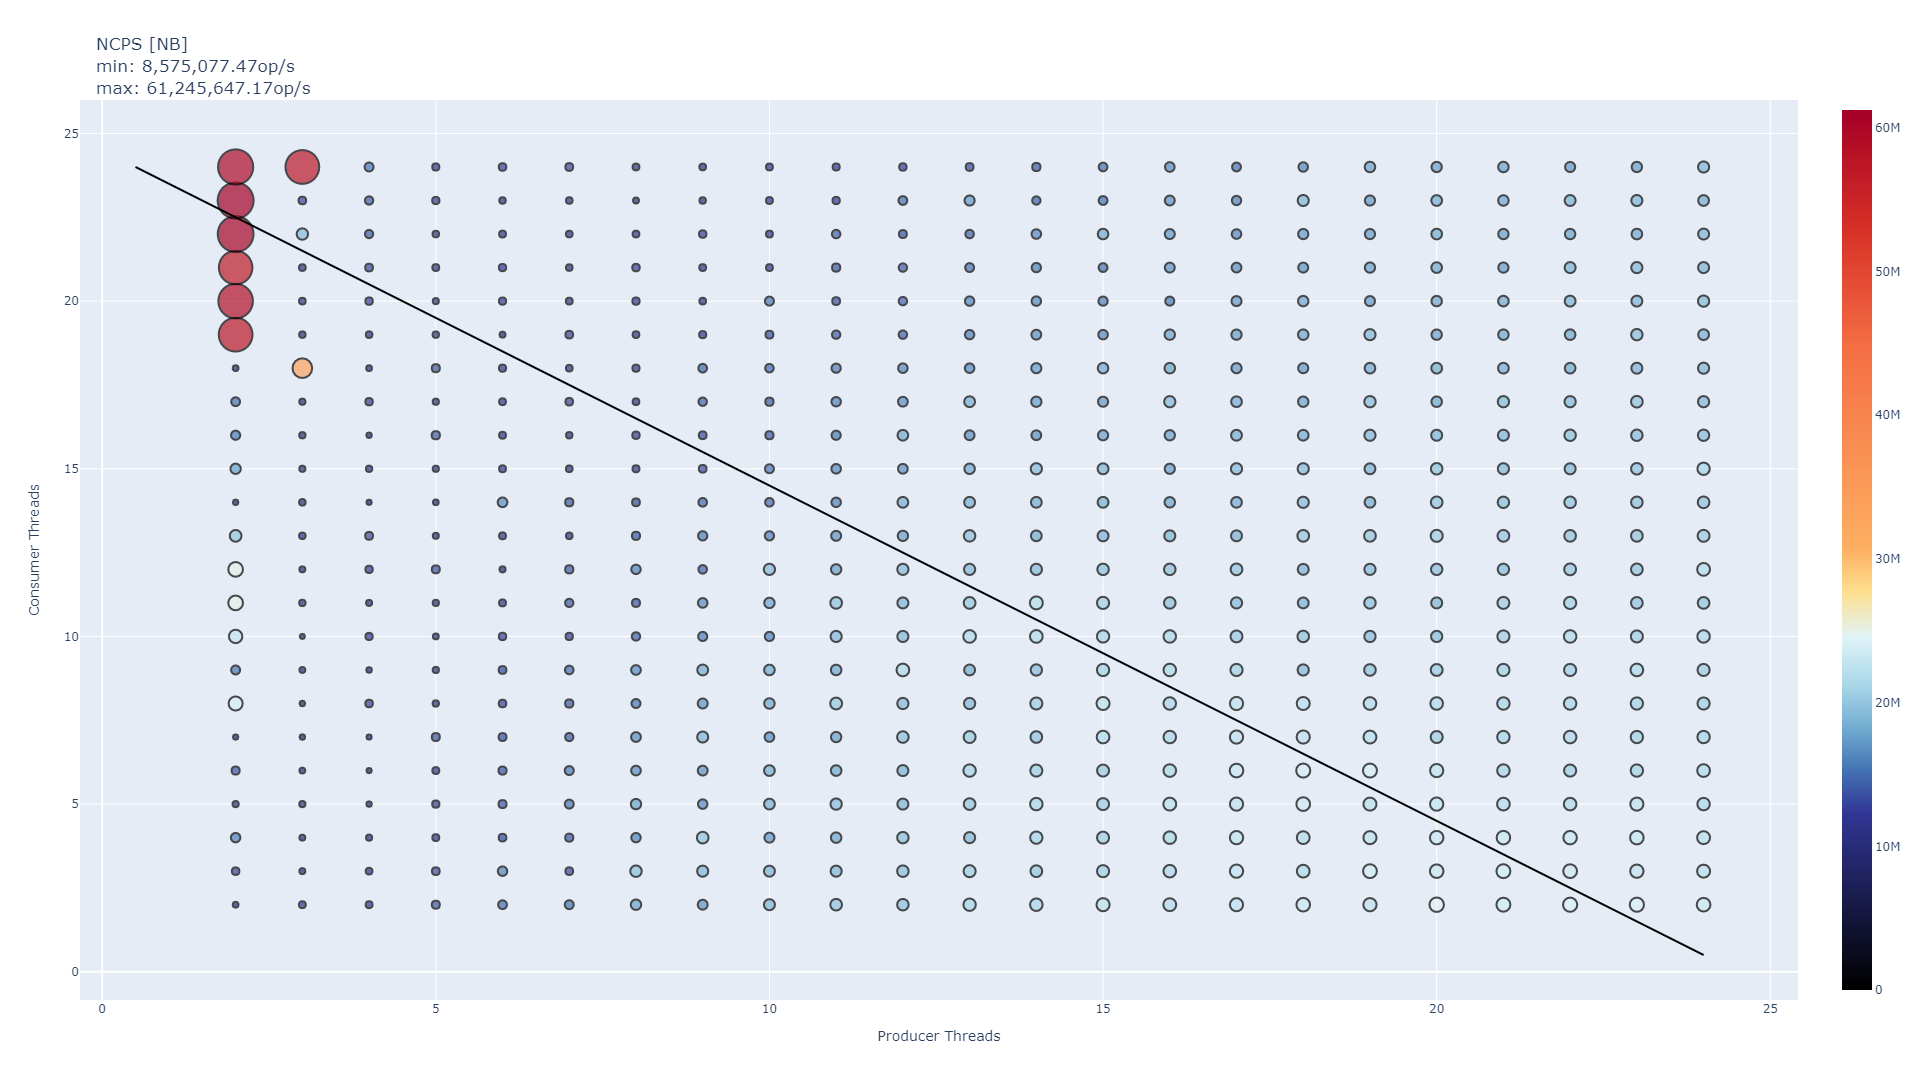 NCPS [NB]
min: 8,575,077.47op/s
max: 61,245,647.17op/s
25
20
15
10
5
0
Consumer Threads
0
5
10
15
20
25
Producer Threads
60M
50M
40M
30M
20M
10M
0